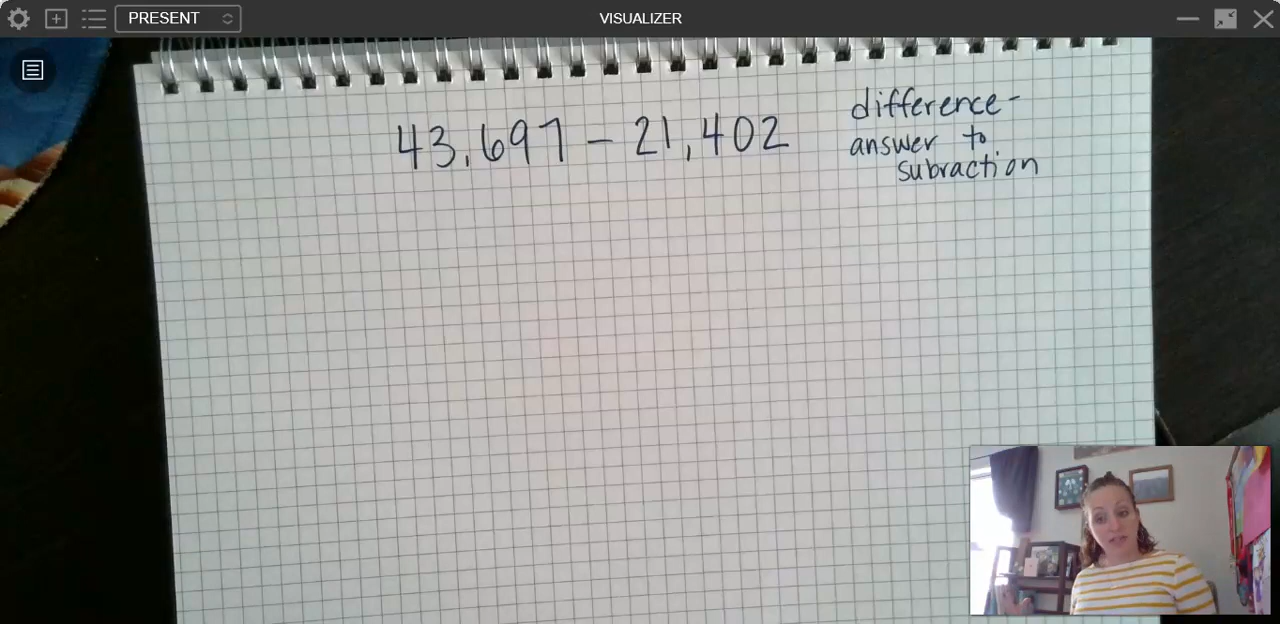 PRESENT
VISUALIZER
43,697 - 21,402
difference-
answer to
subraction